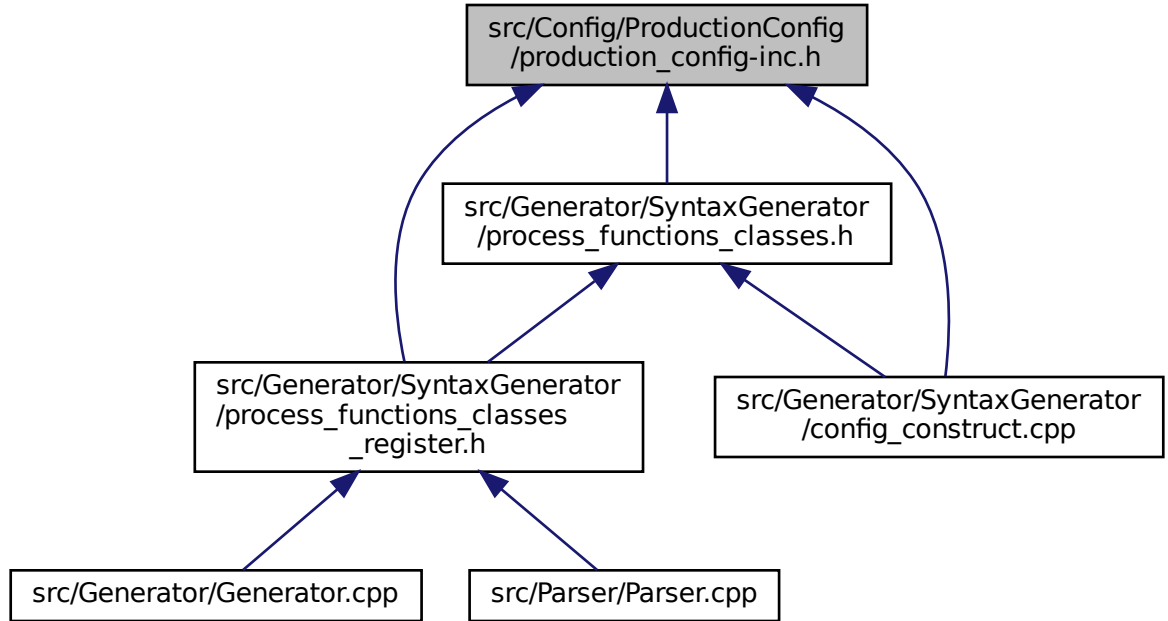 src/Config/ProductionConfig
/production_config-inc.h
src/Generator/SyntaxGenerator
/process_functions_classes.h
src/Generator/SyntaxGenerator
/process_functions_classes
_register.h
src/Generator/SyntaxGenerator
/config_construct.cpp
src/Generator/Generator.cpp
src/Parser/Parser.cpp